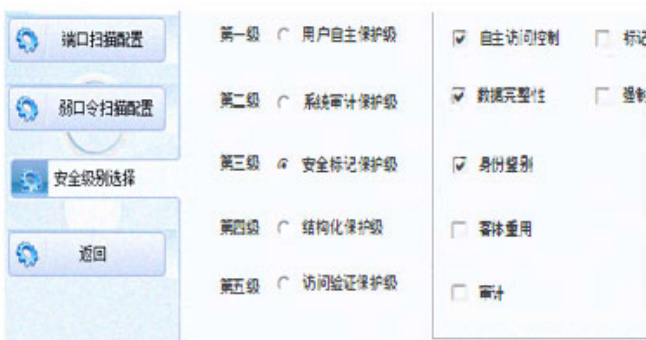 端口扫描配置
弱口令扫描配置
安全级别选择
返回
第一级 用户自主保护级
第二级 系统审计保护级
第三级 安全标记保护级
第四级 结构化保护级
第五级 访问验证保护级
自主访问控制 标记
数据完整性 强制
身份鉴别
客体重用
审计